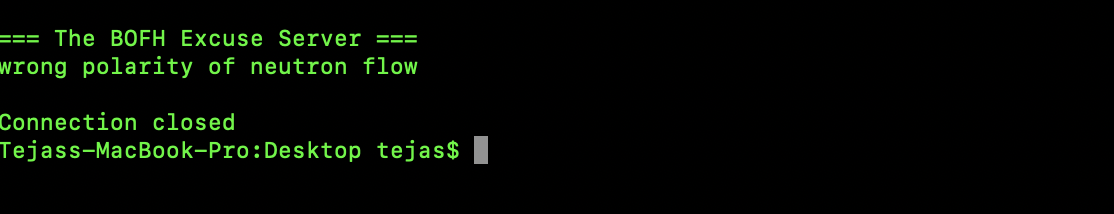 === The BOFH Excuse Server ===
wrong polarity of neutron flow
Connection closed
Tejass-MacBook-Pro:Desktop tejas$